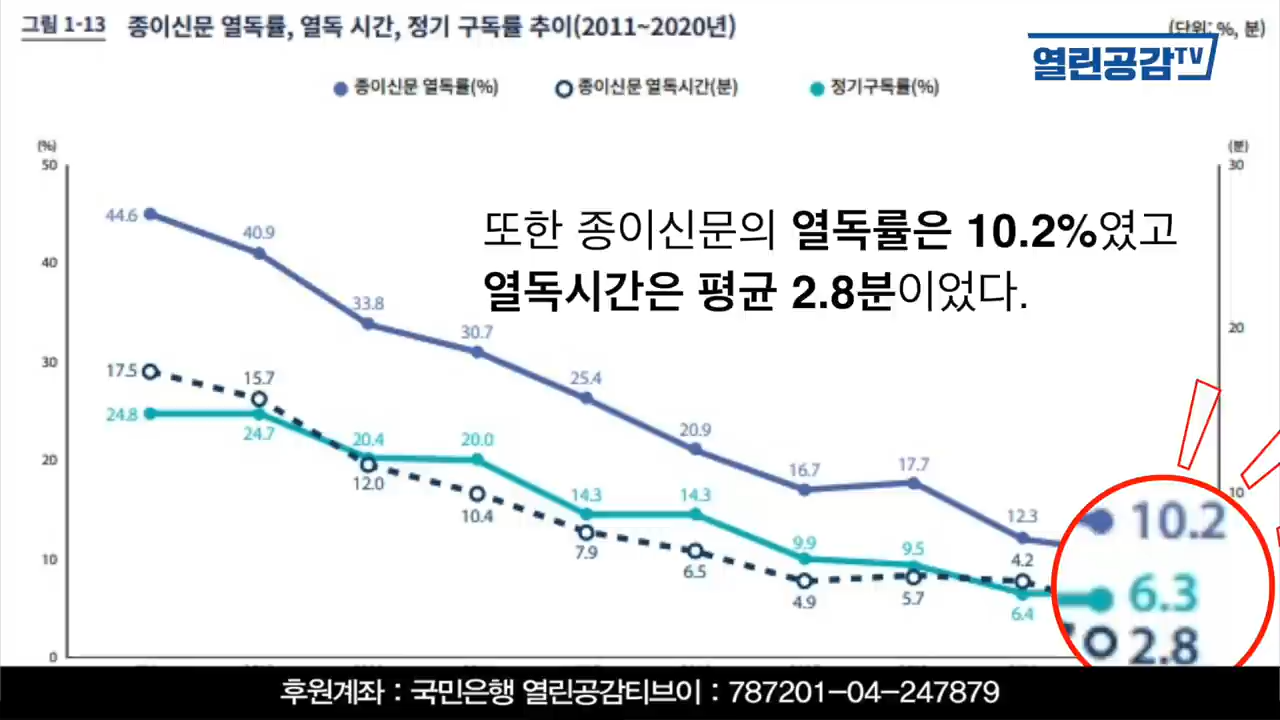 그림 1-13 종이신문 열독률, 열독 시간, 정기 구독률 추이(2011~2020년)
(단위: %, 분)
열린공감TV
종이신문 열독률(%) 종이신문 열독시간(분) 정기구독률(%)
(%) (분)
50 30
또한 종이신문의 열독률은 10.2%였고
열독시간은 평균 2.8분이었다.
44.6 40.9 33.8 30.7 25.4 20.9 16.7 17.7 12.3 10.2
17.5 15.7 12.0 10.4 7.9 6.5 4.9 5.7 4.2 2.8
24.8 24.7 20.4 20.0 14.3 14.3 9.9 9.5 6.4 6.3
40
20
30
20
10
10
0
후원계좌 : 국민은행 열린공감티브이 : 787201-04-247879